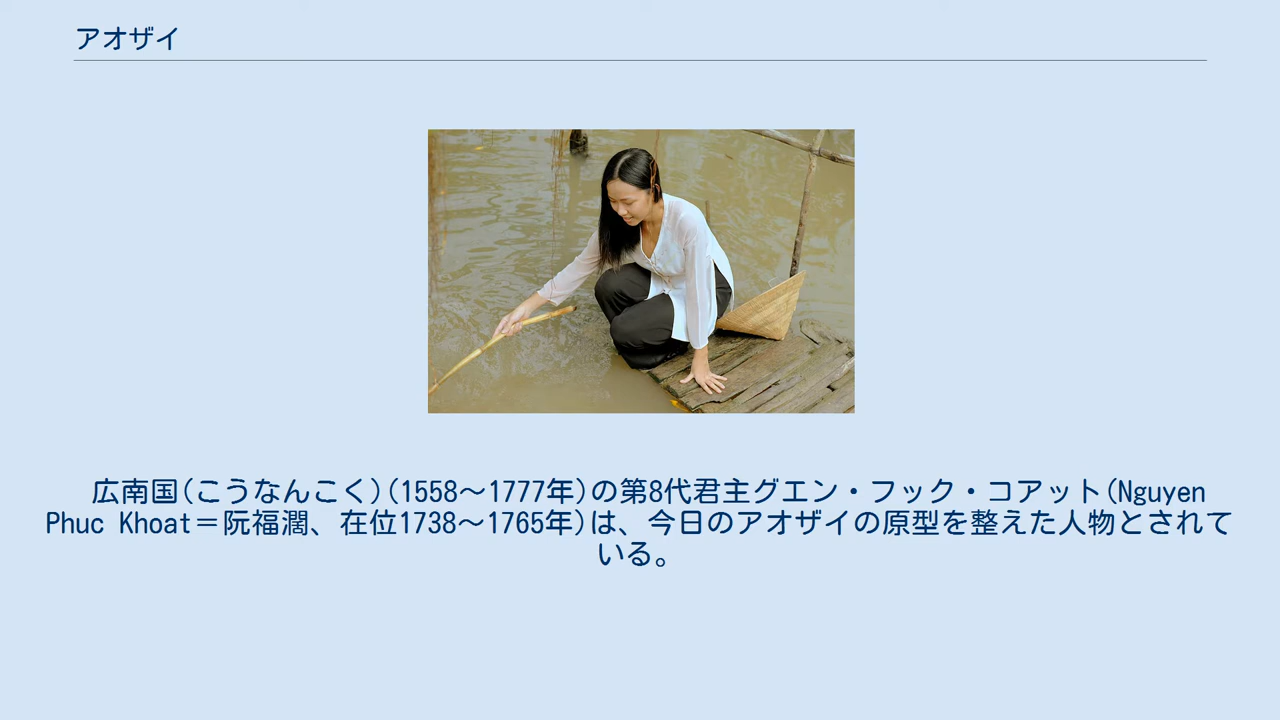 アオザイ
広南国(こうなんこく)(1558～1777年)の第8代君主グエン・フック・コアット(Nguyen
Phuc Khoat＝阮福濶、在位1738～1765年)は、今日のアオザイの原型を整えた人物とされて
いる。